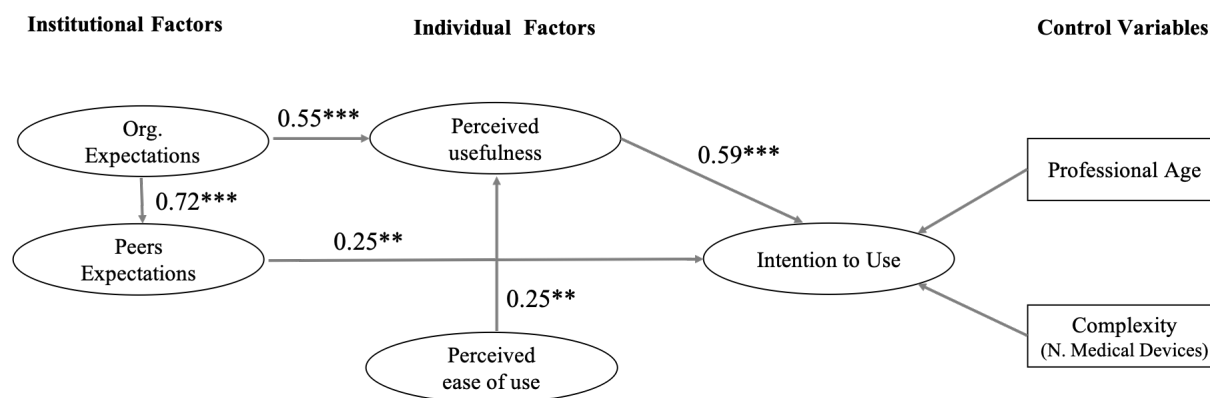 Institutional Factors
Individual Factors
Control Variables
Org.
Expectations
0.55***
Perceived
usefulness
0.59***
Professional Age
0.72***
Peers
Expectations
0.25**
Intention to Use
0.25**
Perceived
ease of use
Complexity
(N. Medical Devices)